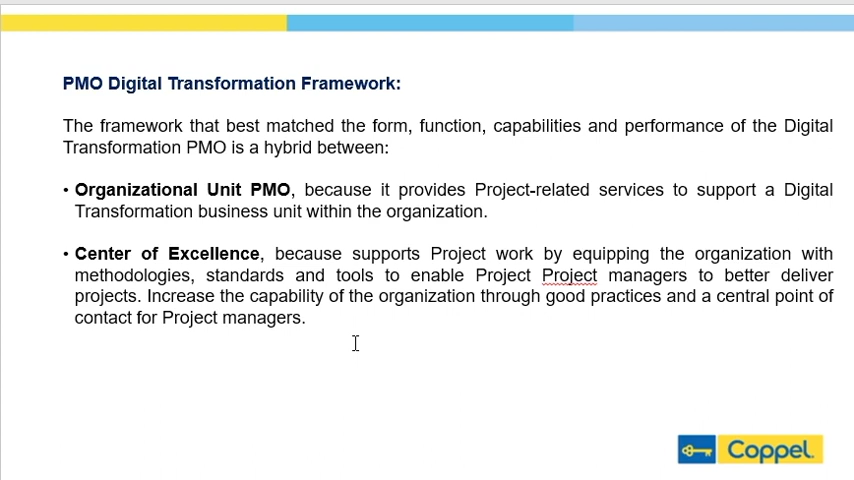 PMO Digital Transformation Framework:
The framework that best matched the form, function, capabilities and performance of the Digital
Transformation PMO is a hybrid between:
• Organizational Unit PMO, because it provides Project-related services to support a Digital
Transformation business unit within the organization.
• Center of Excellence, because supports Project work by equipping the organization with
methodologies, standards and tools to enable Project Project managers to better deliver
projects. Increase the capability of the organization through good practices and a central point of
contact for Project managers.
Coppel.